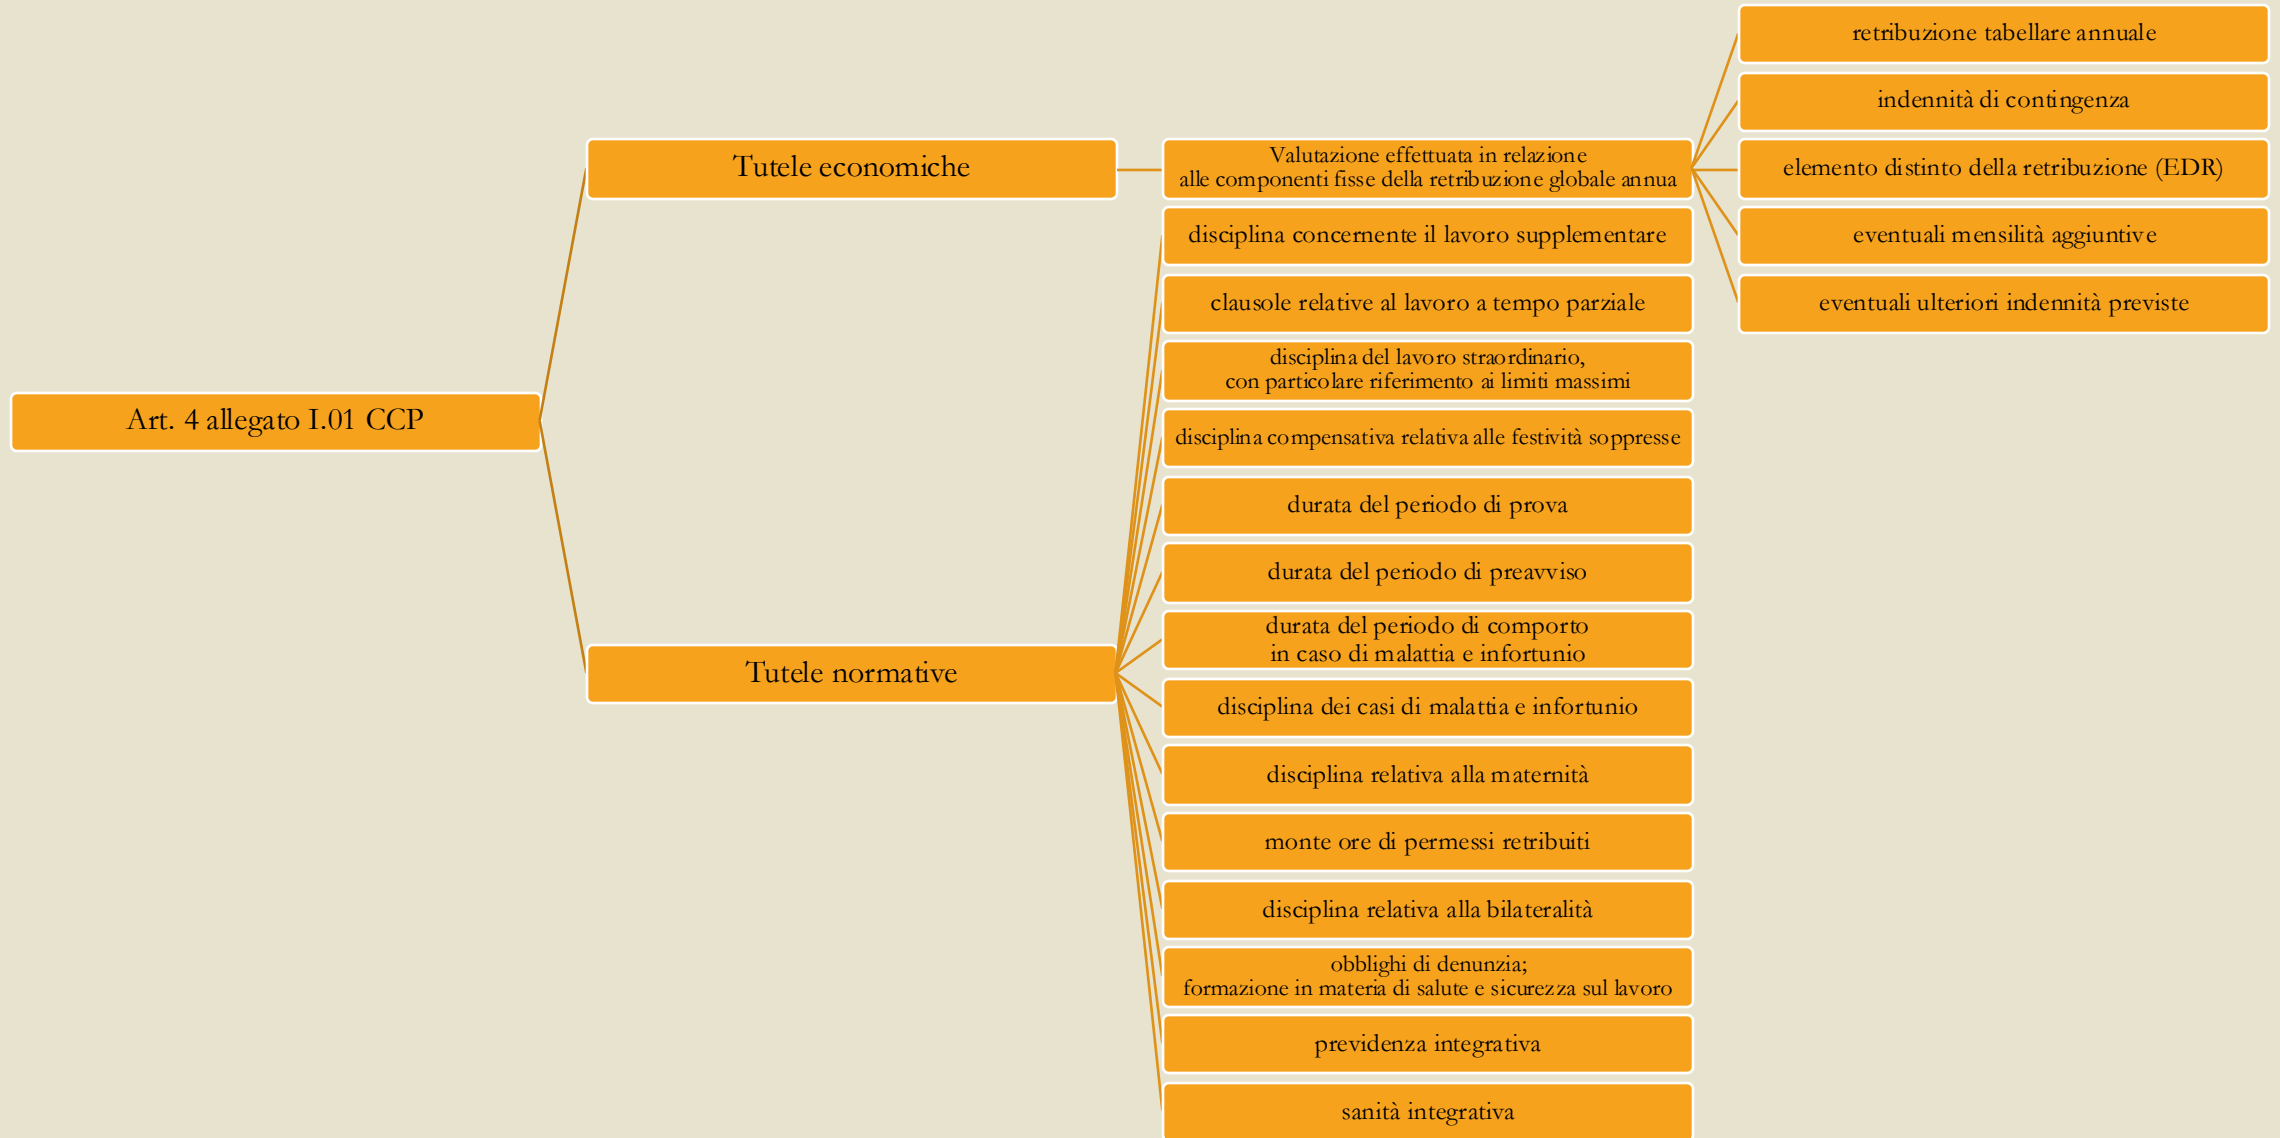 Art. 4 allegato I.01 CCP
Tutele economiche
Valutazione effettuata in relazione
alle componenti fisse della retribuzione globale annua
retribuzione tabellare annuale
indennità di contingenza
elemento distinto della retribuzione (EDR)
eventuali mensilità aggiuntive
eventuali ulteriori indennità previste
Tutele normative
disciplina concernente il lavoro supplementare
clausole relative al lavoro a tempo parziale
disciplina del lavoro straordinario,
con particolare riferimento ai limiti massimi
disciplina compensativa relativa alle festività soppresse
durata del periodo di prova
durata del periodo di preavviso
durata del periodo di comporto
in caso di malattia e infortunio
disciplina dei casi di malattia e infortunio
disciplina relativa alla maternità
monte ore di permessi retribuiti
disciplina relativa alla bilateralità
obblighi di denunzia;
formazione in materia di salute e sicurezza sul lavoro
previdenza integrativa
sanità integrativa